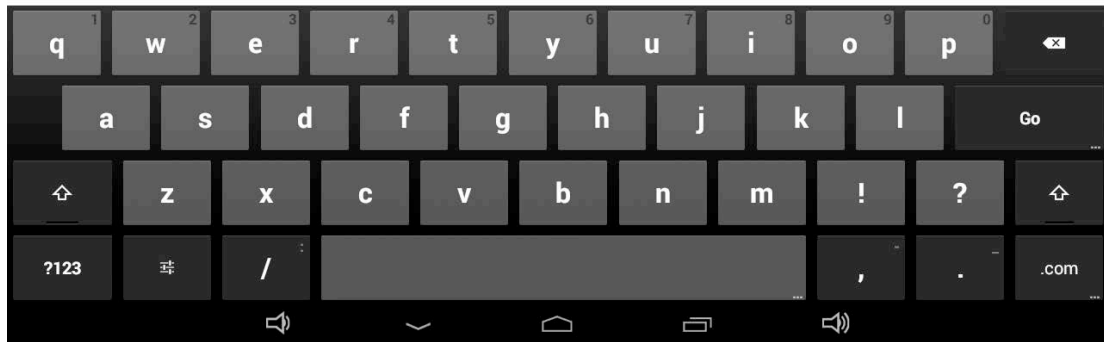 1 2 3 4 5 6 7 8 9 0
q w e r t y u i o p
a s d f g h j k l Go
...
z x c v b n m ! ?
?123 / : , - . _ .com
... ...